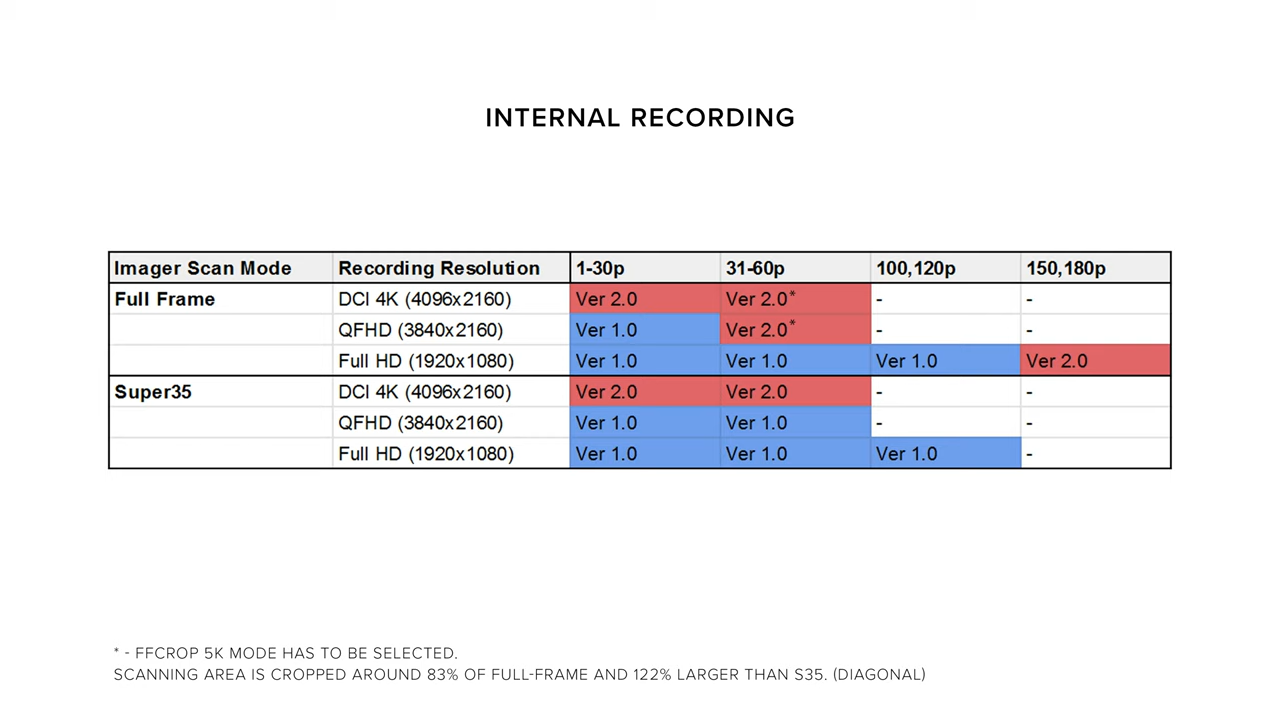 INTERNAL RECORDING
Imager Scan Mode Recording Resolution 1-30p 31-60p 100,120p 150,180p
Full Frame DCI 4K (4096x2160) Ver 2.0 Ver 2.0* - -
QFHD (3840x2160) Ver 1.0 Ver 2.0* - -
Full HD (1920x1080) Ver 1.0 Ver 1.0 Ver 1.0 Ver 2.0
Super35 DCI 4K (4096x2160) Ver 2.0 Ver 2.0 - -
QFHD (3840x2160) Ver 1.0 Ver 1.0 - -
Full HD (1920x1080) Ver 1.0 Ver 1.0 Ver 1.0 -
* - FFCROP 5K MODE HAS TO BE SELECTED.
SCANNING AREA IS CROPPED AROUND 83% OF FULL-FRAME AND 122% LARGER THAN S35. (DIAGONAL)